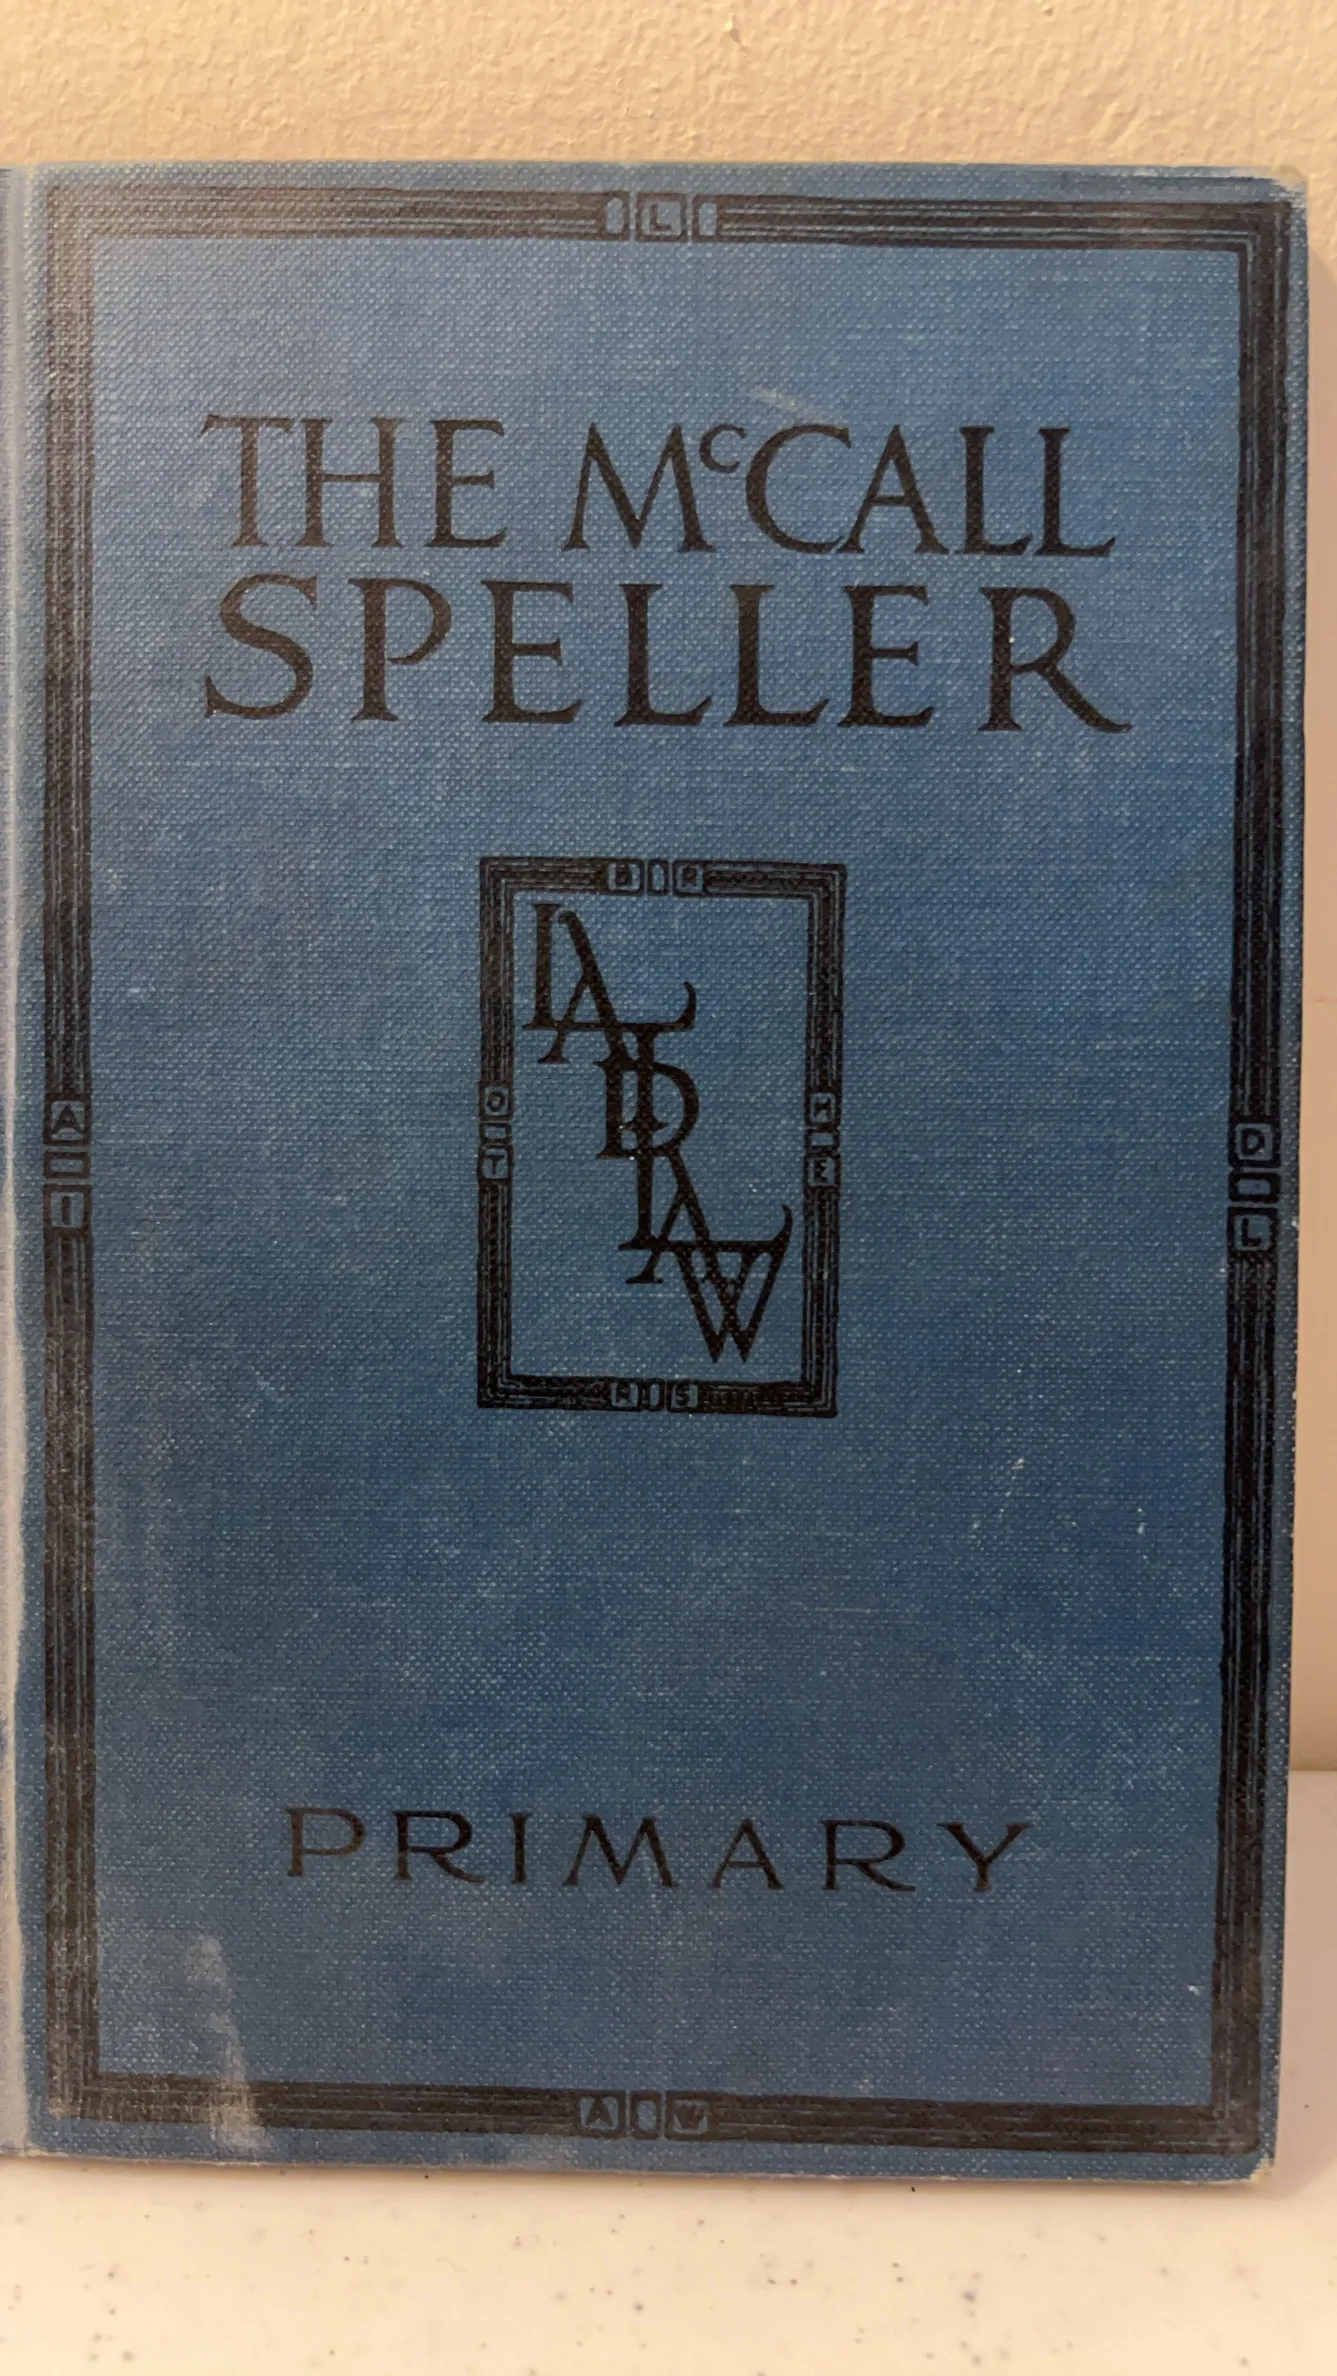 L
THE McCALL
SPELLER
B R
LAIDLAW
O
T
E
R S
A
I
D
L
PRIMARY
A W